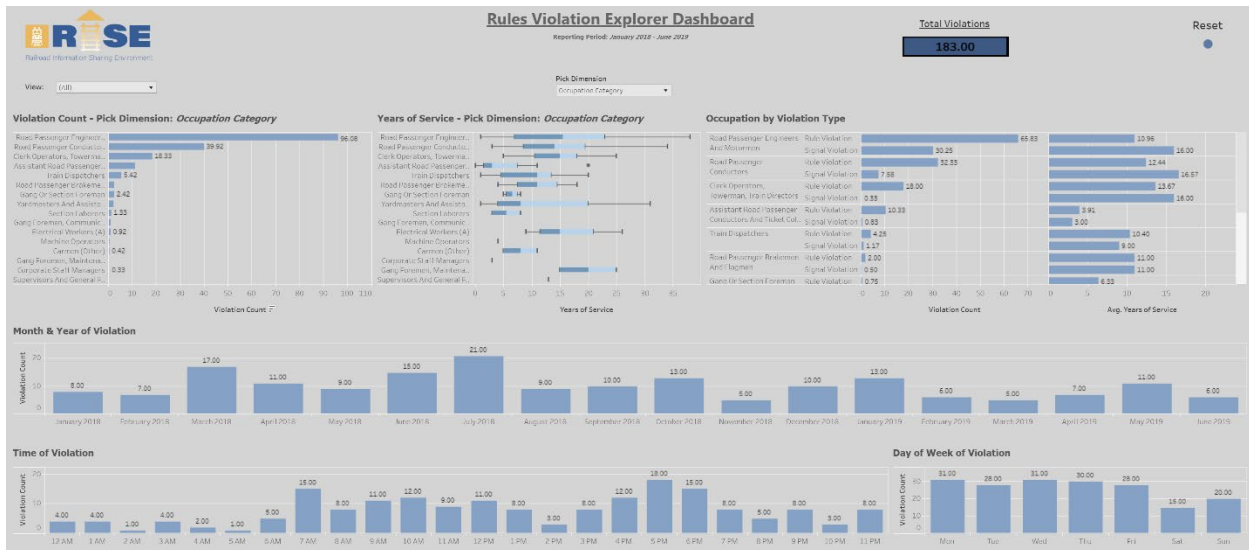 Rules Violation Explorer Dashboard
Reporting Period: January 2018 - June 2019
RISE
Railroad Information Sharing Environment
Total Violations
183.00
Reset
View: (All)
Pick Dimension
Occupation Category
Violation Count - Pick Dimension: Occupation Category
Road Passenger Engineer.. 96.08
Road Passenger Conducto.. 39.92
Clerk Operators, Towerma.. 18.33
Assistant Road Passenger..
Train Dispatchers 5.42
Road Passenger Brakeme..
Gang Or Section Foreman 2.42
Yardmasters And Assista..
Section Laborers 1.33
Gang Foreman, Communic..
Electrical Workers (A) 0.92
Machine Operators
Carmen (Other) 0.42
Gang Foremen, Maintena..
Corporate Staff Managers 0.33
Supervisors And General F..
0 10 20 30 40 50 60 70 80 90 100 110
Violation Count
Years of Service - Pick Dimension: Occupation Category
Road Passenger Engineer..
Road Passenger Conducto..
Clerk Operators, Towerma..
Assistant Road Passenger..
Train Dispatchers
Road Passenger Brakeme..
Gang Or Section Foreman
Yardmasters And Assista..
Section Laborers
Gang Foreman, Communic..
Electrical Workers (A)
Machine Operators
Carmen (Other)
Corporate Staff Managers
Gang Foremen, Maintena..
Supervisors And General F..
0 5 10 15 20 25 30 35
Years of Service
Occupation by Violation Type
Road Passenger Engineers Rule Violation 65.83 10.96
And Motormen Signal Violation 30.25 16.00
Road Passenger Rule Violation 32.33 12.44
Conductors Signal Violation 7.58 16.57
Clerk Operators, Rule Violation 18.00 13.67
Towerman, Train Directors Signal Violation 0.33 16.00
Assistant Road Passenger Rule Violation 10.33 3.91
Conductors And Ticket Col.. Signal Violation 0.83 3.00
Train Dispatchers Rule Violation 4.25 10.40
Signal Violation 1.17 9.00
Road Passenger Brakemen Rule Violation 2.00 11.00
And Flagman Signal Violation 0.50 11.00
Gang Or Section Foreman Rule Violation 0.75 6.33
0 10 20 30 40 50 60 70 0 5 10 15 20
Violation Count Avg. Years of Service
Month & Year of Violation
Violation Count
20
10
0
8.00 7.00 17.00 11.00 9.00 15.00 21.00 9.00 10.00 13.00 5.00 10.00 13.00 6.00 5.00 7.00 11.00 6.00
January 2018 February 2018 March 2018 April 2018 May 2018 June 2018 July 2018 August 2018 September 2018 October 2018 November 2018 December 2018 January 2019 February 2019 March 2019 April 2019 May 2019 June 2019
Time of Violation
Violation Count
20
10
0
4.00 4.00 1.00 4.00 2.00 1.00 5.00 15.00 8.00 11.00 12.00 9.00 11.00 8.00 3.00 8.00 12.00 18.00 15.00 8.00 5.00 8.00 3.00 8.00
12 AM 1 AM 2 AM 3 AM 4 AM 5 AM 6 AM 7 AM 8 AM 9 AM 10 AM 11 AM 12 PM 1 PM 2 PM 3 PM 4 PM 5 PM 6 PM 7 PM 8 PM 9 PM 10 PM 11 PM
Day of Week of Violation
Violation Count
30
20
10
0
31.00 28.00 31.00 30.00 28.00 15.00 20.00
Mon Tue Wed Thu Fri Sat Sun